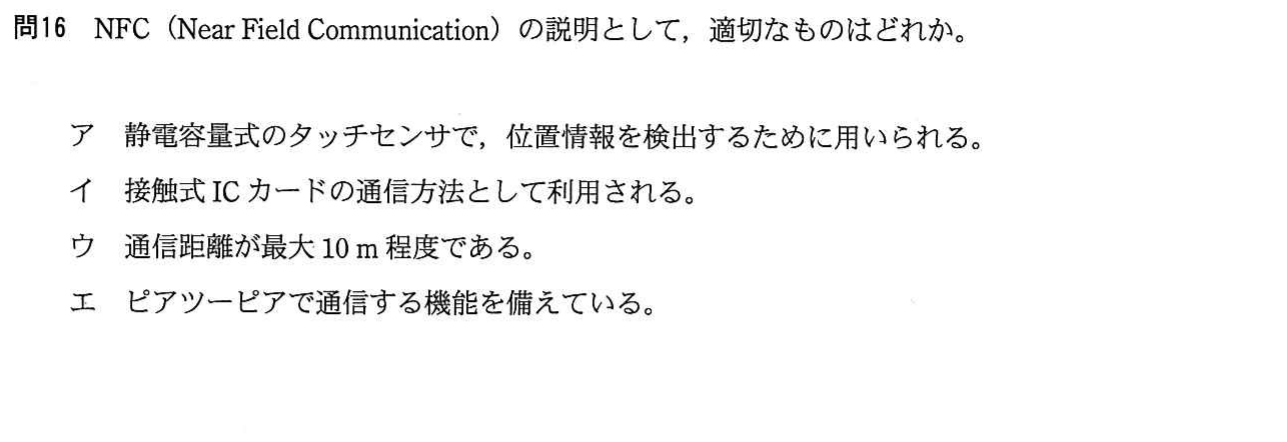 問16 NFC（Near Field Communication）の説明として，適切なものはどれか。
ア 静電容量式のタッチセンサで，位置情報を検出するために用いられる。
イ 接触式 IC カードの通信方法として利用される。
ウ 通信距離が最大 10 m 程度である。
エ ピアツーピアで通信する機能を備えている。